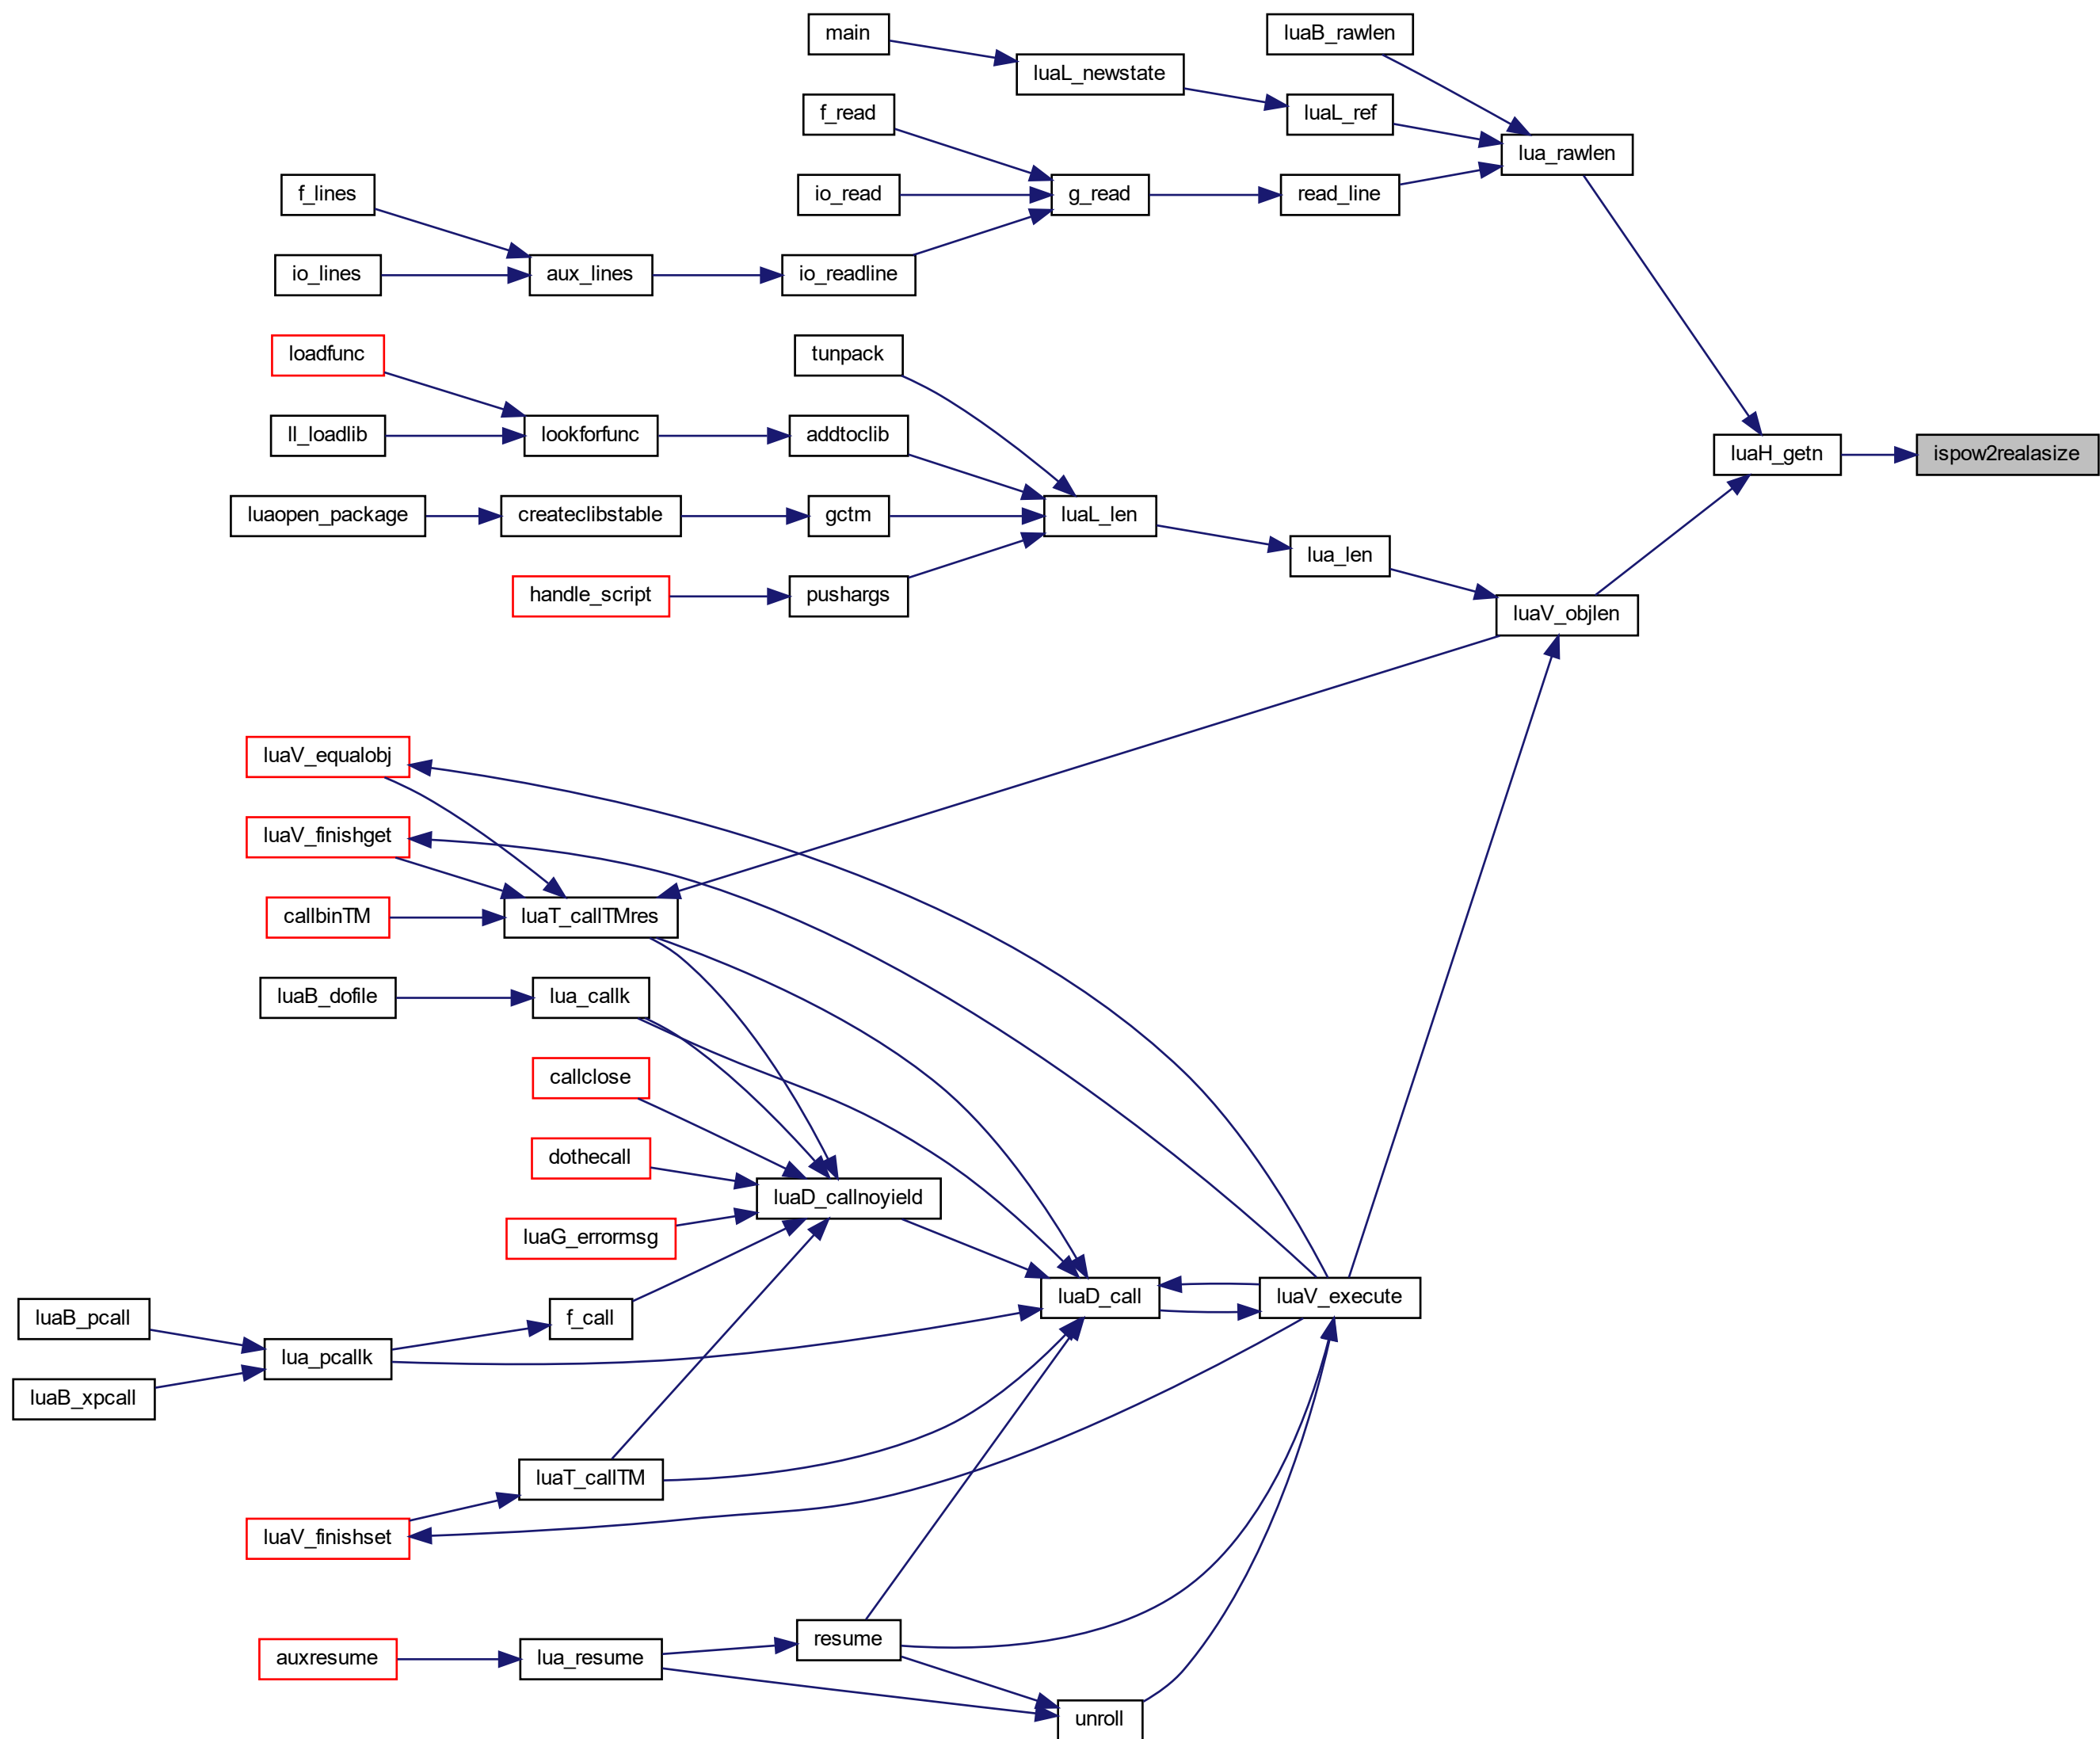 main
luaB_rawlen
luaL_newstate
f_read
luaL_ref
lua_rawlen
f_lines
io_read
g_read
read_line
io_lines
aux_lines
io_readline
loadfunc
tunpack
ll_loadlib
lookforfunc
addtoclib
luaH_getn
ispow2realasize
luaopen_package
createclibstable
gctm
luaL_len
lua_len
handle_script
pushargs
luaV_objlen
luaV_equalobj
luaV_finishget
callbinTM
luaT_callTMres
luaB_dofile
lua_callk
callclose
dothecall
luaD_callnoyield
luaG_errormsg
luaD_call
luaV_execute
luaB_pcall
f_call
lua_pcallk
luaB_xpcall
luaT_callTM
luaV_finishset
resume
auxresume
lua_resume
unroll